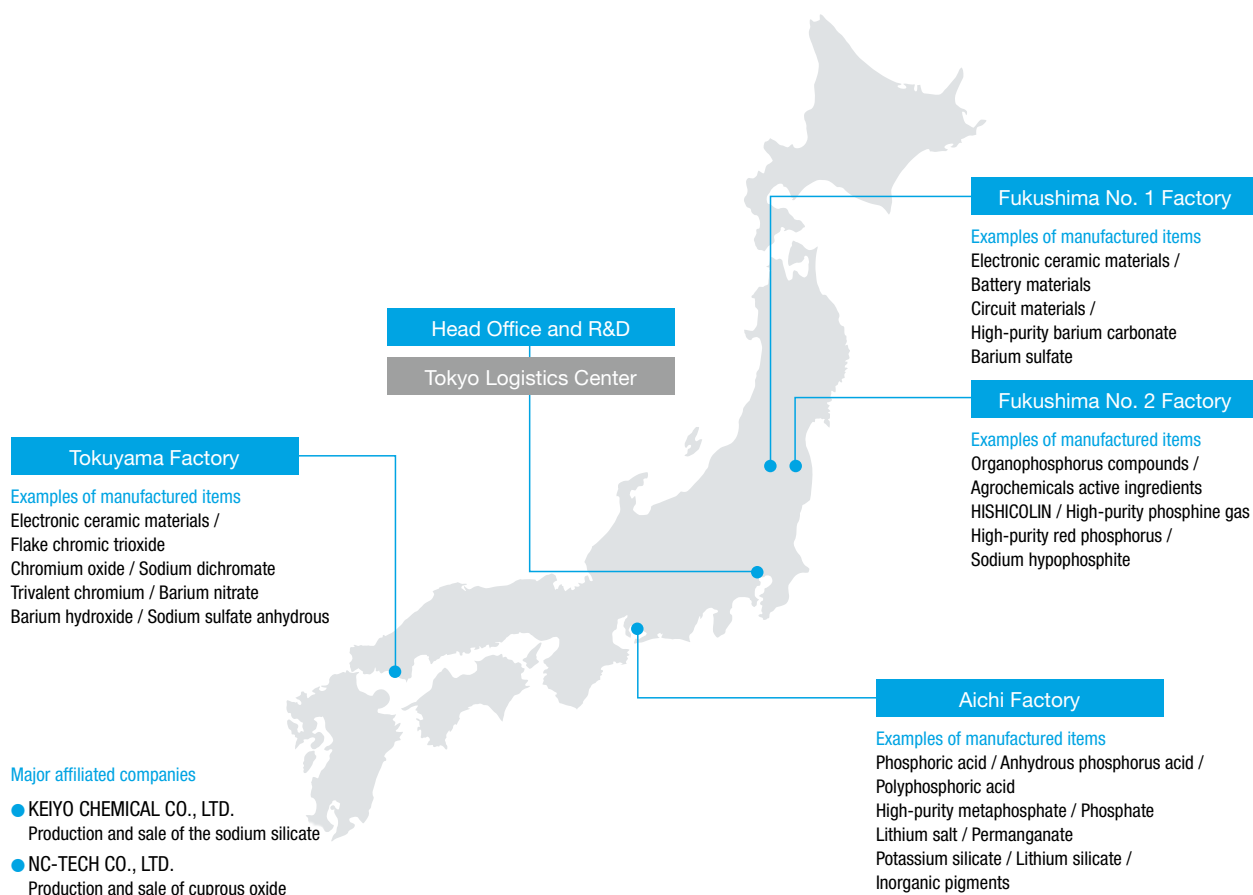 Fukushima No. 1 Factory
Examples of manufactured items
Electronic ceramic materials /
Battery materials
Circuit materials /
High-purity barium carbonate
Barium sulfate
Head Office and R&D
Tokyo Logistics Center
Fukushima No. 2 Factory
Examples of manufactured items
Organophosphorus compounds /
Agrochemicals active ingredients
HISHICOLIN / High-purity phosphine gas
High-purity red phosphorus /
Sodium hypophosphite
Tokuyama Factory
Examples of manufactured items
Electronic ceramic materials /
Flake chromic trioxide
Chromium oxide / Sodium dichromate
Trivalent chromium / Barium nitrate
Barium hydroxide / Sodium sulfate anhydrous
Aichi Factory
Examples of manufactured items
Phosphoric acid / Anhydrous phosphorus acid /
Polyphosphoric acid
High-purity metaphosphate / Phosphate
Lithium salt / Permanganate
Potassium silicate / Lithium silicate /
Inorganic pigments
Major affiliated companies
KEIYO CHEMICAL CO., LTD.
Production and sale of the sodium silicate
NC-TECH CO., LTD.
Production and sale of cuprous oxide